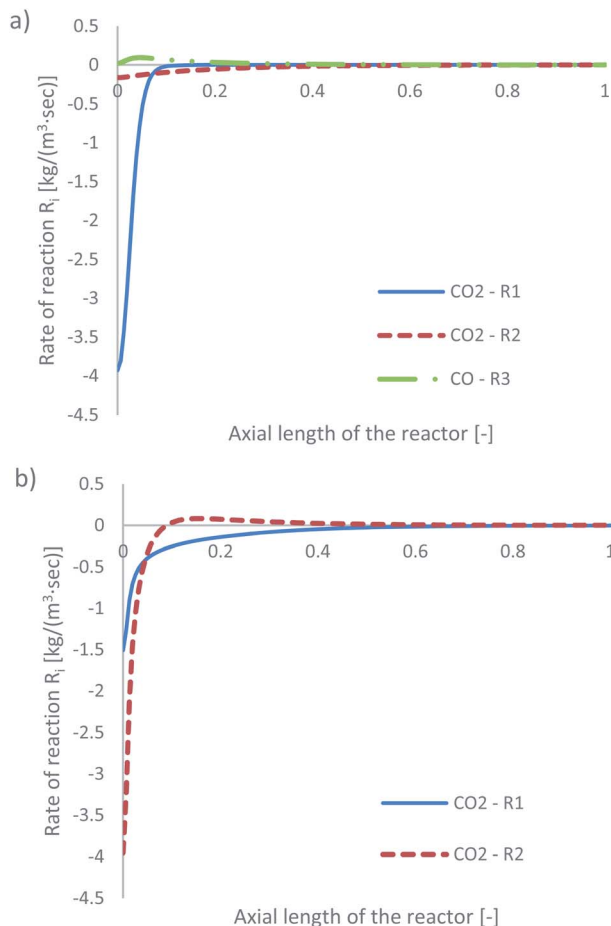 a)
0.5
0
-0.5
-1
-1.5
-2
-2.5
-3
-3.5
-4
-4.5
0 0.2 0.4 0.6 0.8 1
Rate of reaction Ri [kg/(m³·sec)]
CO2 - R1
CO2 - R2
CO - R3
Axial length of the reactor [-]
b)
0.5
0
-0.5
-1
-1.5
-2
-2.5
-3
-3.5
-4
-4.5
0 0.2 0.4 0.6 0.8 1
Rate of reaction Ri [kg/(m³·sec)]
CO2 - R1
CO2 - R2
Axial length of the reactor [-]